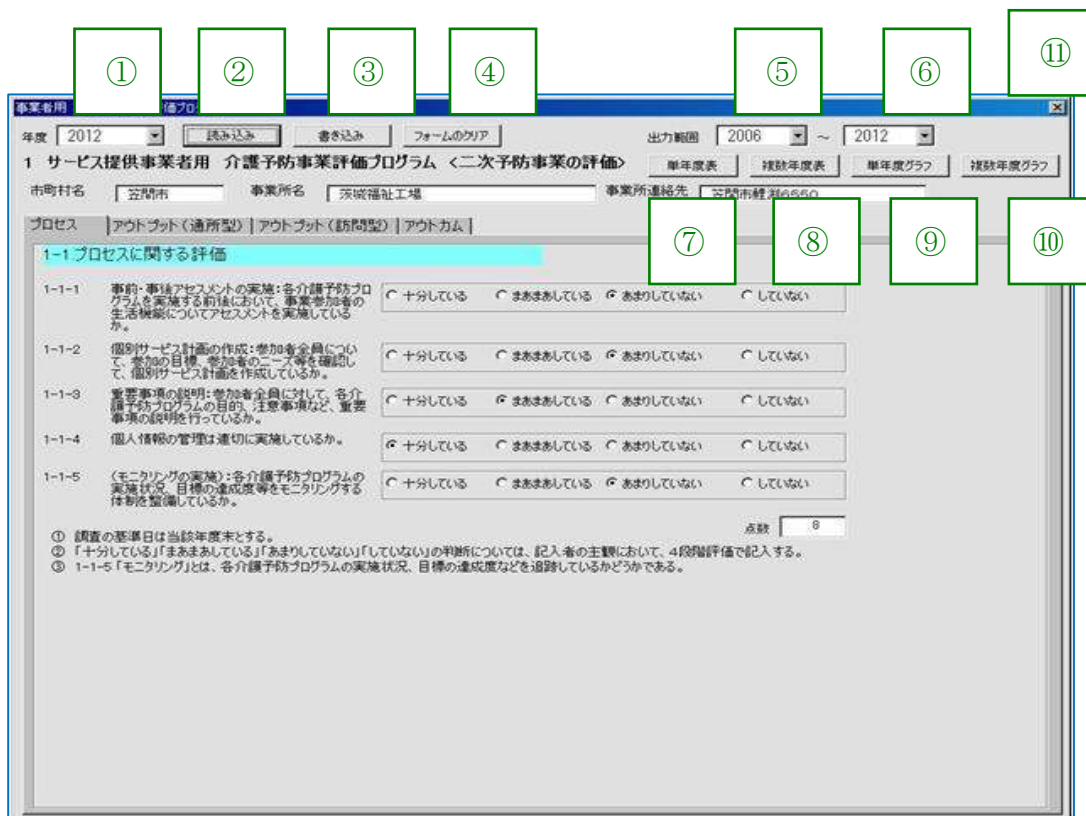 ① ② ③ ④ ⑤ ⑥ ⑪
事業者用 価プロ
年度 2012 読み込み 書き込み フォームのクリア 出力範囲 2006 ～ 2012
1 サービス提供事業者用 介護予防事業評価プログラム <二次予防事業の評価> 単年度表 複数年度表 単年度グラフ 複数年度グラフ
市町村名 笠間市 事業所名 茨城福祉工場 事業所連絡先 笠間市鯉淵6550
⑦ ⑧ ⑨ ⑩
プロセス アウトプット(通所型) アウトプット(訪問型) アウトカム
1-1 プロセスに関する評価
1-1-1 事前・事後アセスメントの実施:各介護予防プロ
グラムを実施する前後において、事業参加者の
生活機能についてアセスメントを実施している
か。
十分している まあまあしている あまりしていない していない
1-1-2 個別サービス計画の作成:参加者全員につい
て、参加の目標、参加者のニーズ等を確認し
て、個別サービス計画を作成しているか。
十分している まあまあしている あまりしていない していない
1-1-3 重要事項の説明:参加者全員に対して、各介
護予防プログラムの目的、注意事項など、重要
事項の説明を行っているか。
十分している まあまあしている あまりしていない していない
1-1-4 個人情報の管理は適切に実施しているか。
十分している まあまあしている あまりしていない していない
1-1-5 (モニタリングの実施):各介護予防プログラムの
実施状況、目標の達成度等をモニタリングする
体制を整備しているか。
十分している まあまあしている あまりしていない していない
点数 8
① 調査の基準日は当該年度末とする。
② 「十分している」「まあまあしている」「あまりしていない」「していない」の判断については、記入者の主観において、4段階評価で記入する。
③ 1-1-5「モニタリング」とは、各介護予防プログラムの実施状況、目標の達成度などを追跡しているかどうかである。